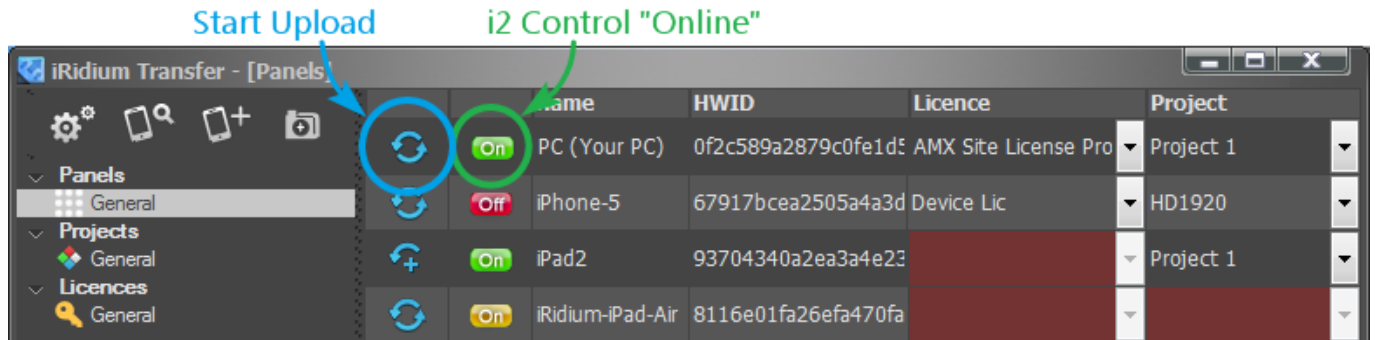 Start Upload i2 Control "Online"
iRidium Transfer - [Panels]
name HWID Licence Project
On PC (Your PC) 0f2c589a2879c0fe1d5 AMX Site License Pro Project 1
Panels
General
Off iPhone-5 67917bcea2505a4a3d Device Lic HD1920
Projects
General
On iPad2 93704340a2ea3a4e23 Project 1
Licences
General
On iRidium-iPad-Air 8116e01fa26efa470fa